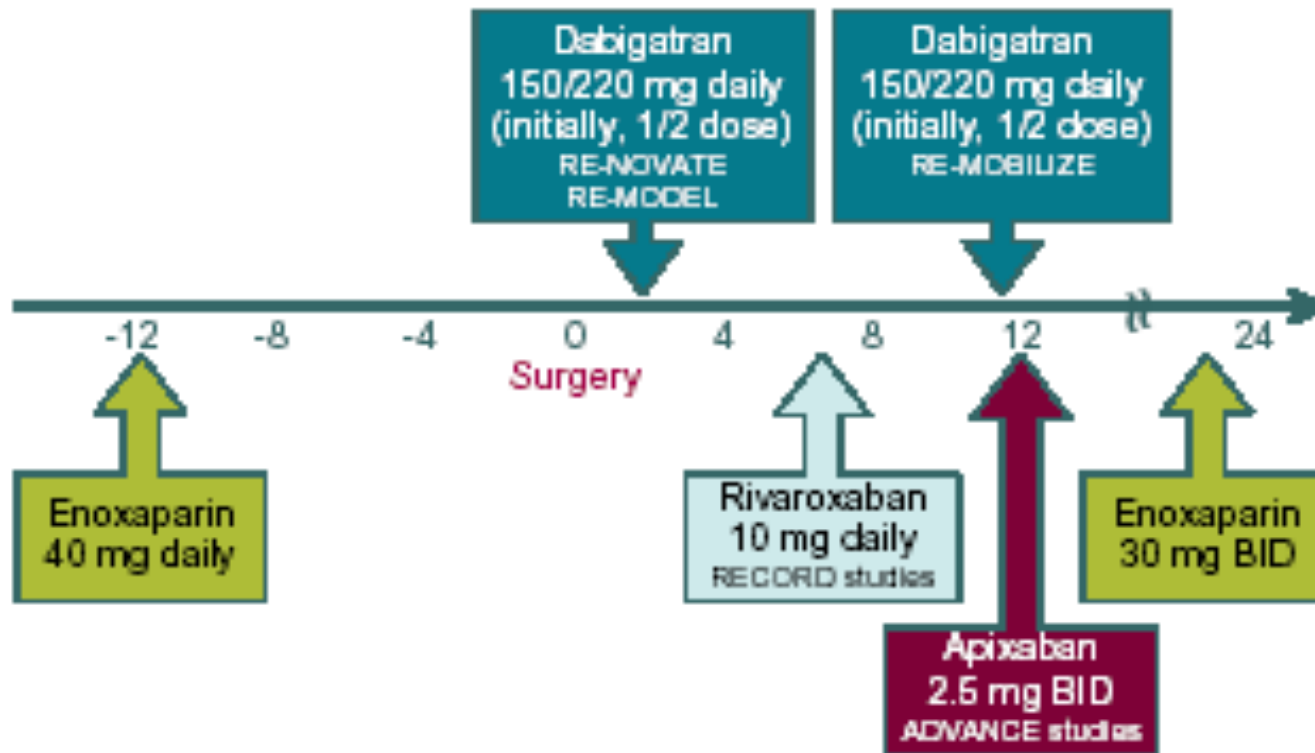 Dabigatran
150/220 mg daily
(initially, 1/2 dose)
RE-NOVATE
RE-MODEL
Dabigatran
150/220 mg daily
(initially, 1/2 dose)
RE-MOBILIZE
-12 -8 -4 0 4 8 12 24
Surgery
Enoxaparin
40 mg daily
Rivaroxaban
10 mg daily
RECORD studies
Enoxaparin
30 mg BID
Apixaban
2.5 mg BID
ADVANCE studies